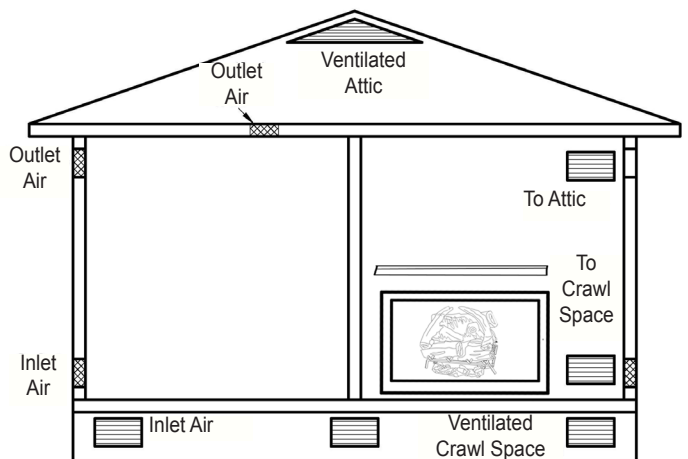 Ventilated
Attic
Outlet
Air
Outlet
Air
To Attic
To
Crawl
Space
Inlet
Air
Inlet Air
Ventilated
Crawl Space